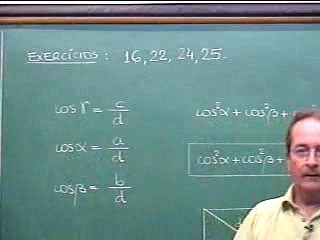 EXERCÍCIOS: 16, 22, 24, 25.
cos γ = c/d
cos α = a/d
cos β = b/d
cos²α + cos²β +
cos²α + cos²β +